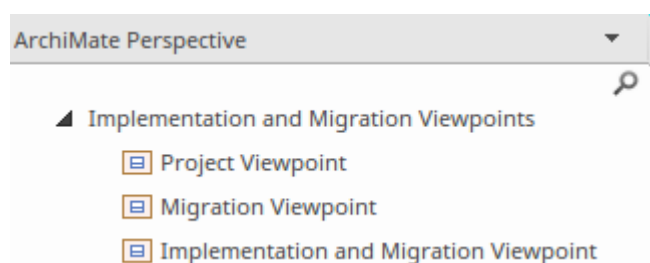 ArchiMate Perspective
Implementation and Migration Viewpoints
Project Viewpoint
Migration Viewpoint
Implementation and Migration Viewpoint